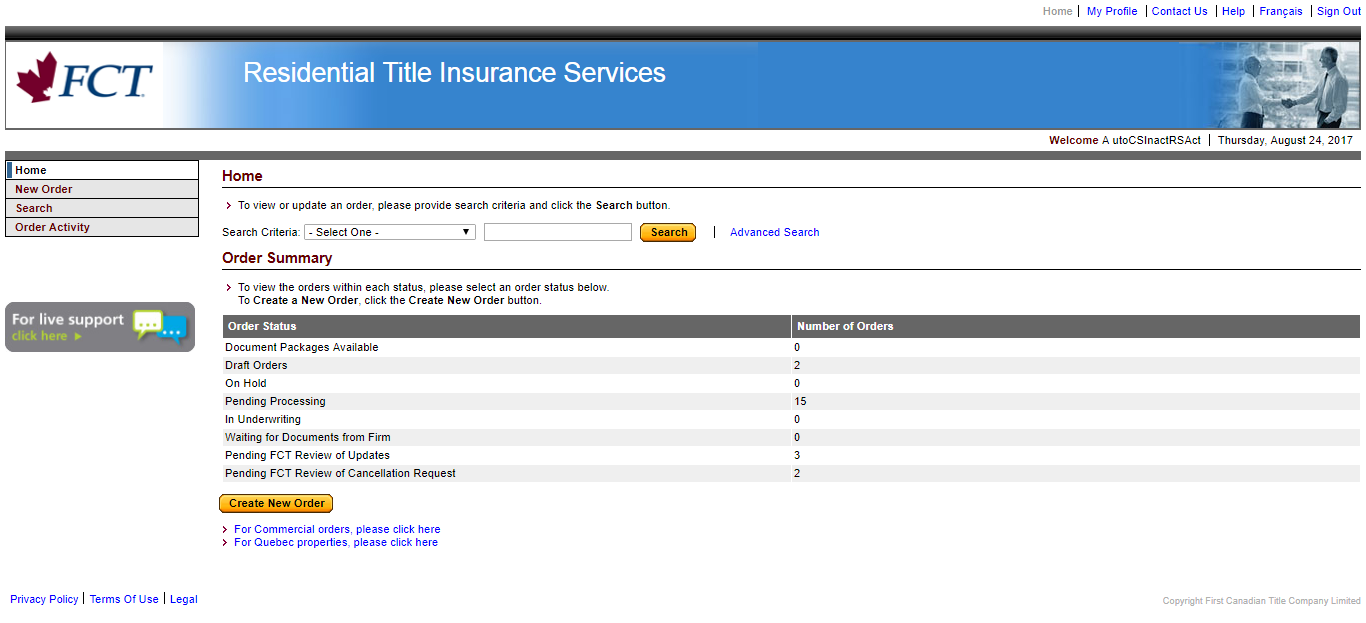 Home | My Profile | Contact Us | Help | Français | Sign Out
FCT
Residential Title Insurance Services
Welcome A utoCSInactRSAct | Thursday, August 24, 2017
Home
New Order
Search
Order Activity
For live support
click here
Home
To view or update an order, please provide search criteria and click the Search button.
Search Criteria: - Select One - Search | Advanced Search
Order Summary
To view the orders within each status, please select an order status below.
To Create a New Order, click the Create New Order button.
Order Status Number of Orders
Document Packages Available 0
Draft Orders 2
On Hold 0
Pending Processing 15
In Underwriting 0
Waiting for Documents from Firm 0
Pending FCT Review of Updates 3
Pending FCT Review of Cancellation Request 2
Create New Order
For Commercial orders, please click here
For Quebec properties, please click here
Privacy Policy | Terms Of Use | Legal
Copyright First Canadian Title Company Limited